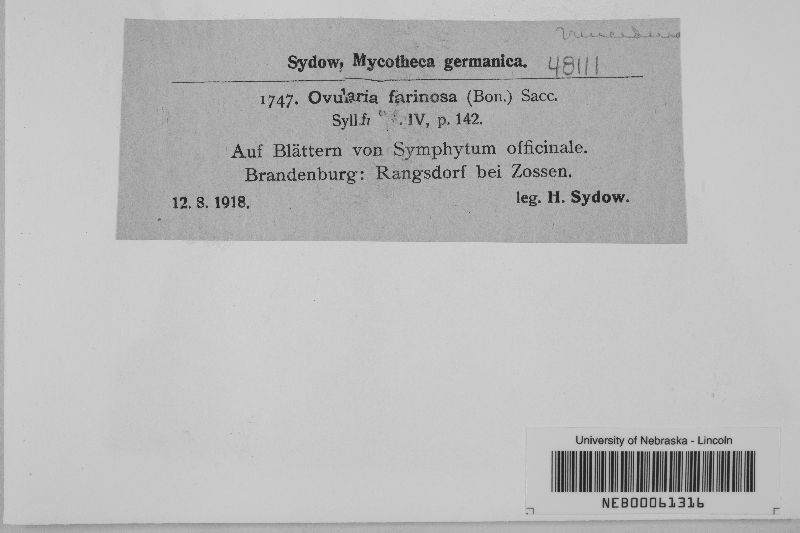 Sydow, Mycotheca germanica. 48111
1747. Ovularia farinosa (Bon.) Sacc.
Syll. IV, p. 142.
Auf Blättern von Symphytum officinale.
Brandenburg: Rangsdorf bei Zossen.
12. 8. 1918.
leg. H. Sydow.
University of Nebraska - Lincoln
NEB00061316